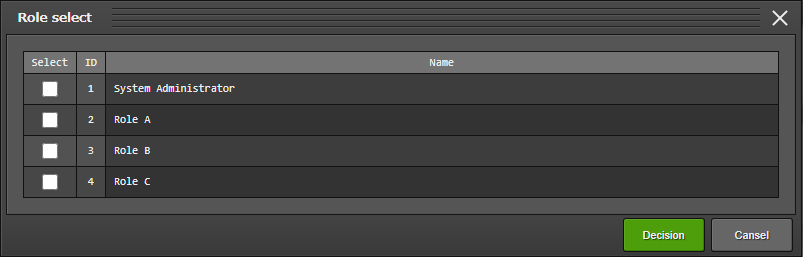 Role select
Select ID Name
1 System Administrator
2 Role A
3 Role B
4 Role C
Decision Cansel